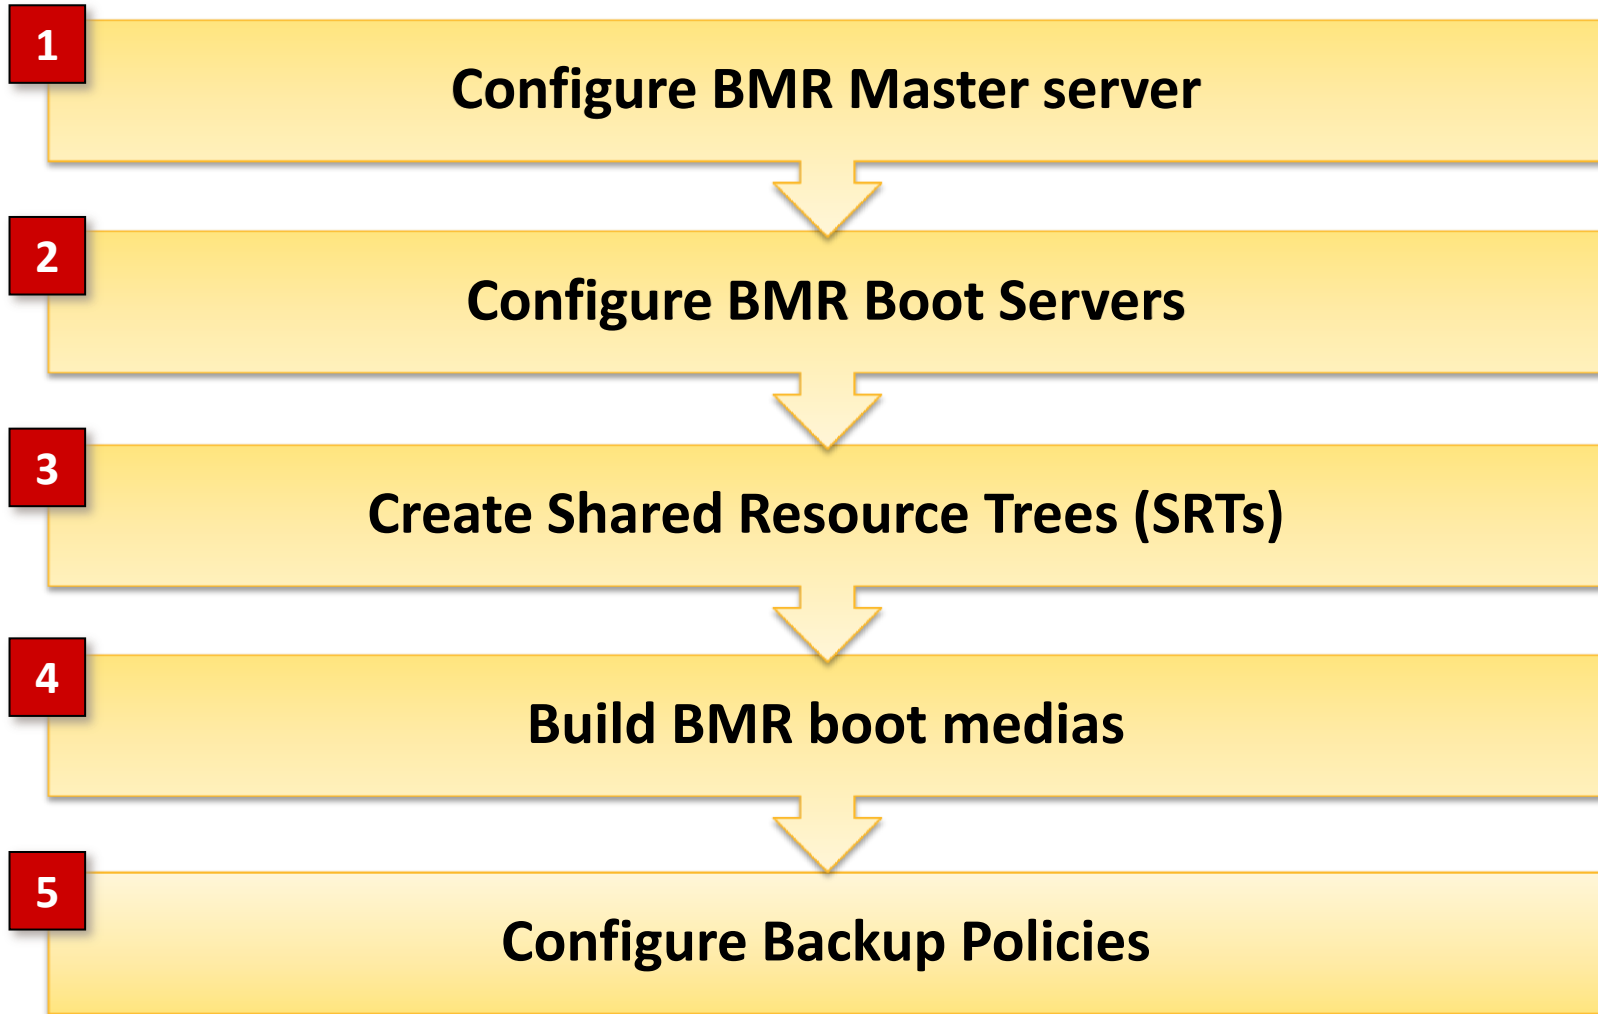 1
Configure BMR Master server
2
Configure BMR Boot Servers
3
Create Shared Resource Trees (SRTs)
4
Build BMR boot medias
5
Configure Backup Policies